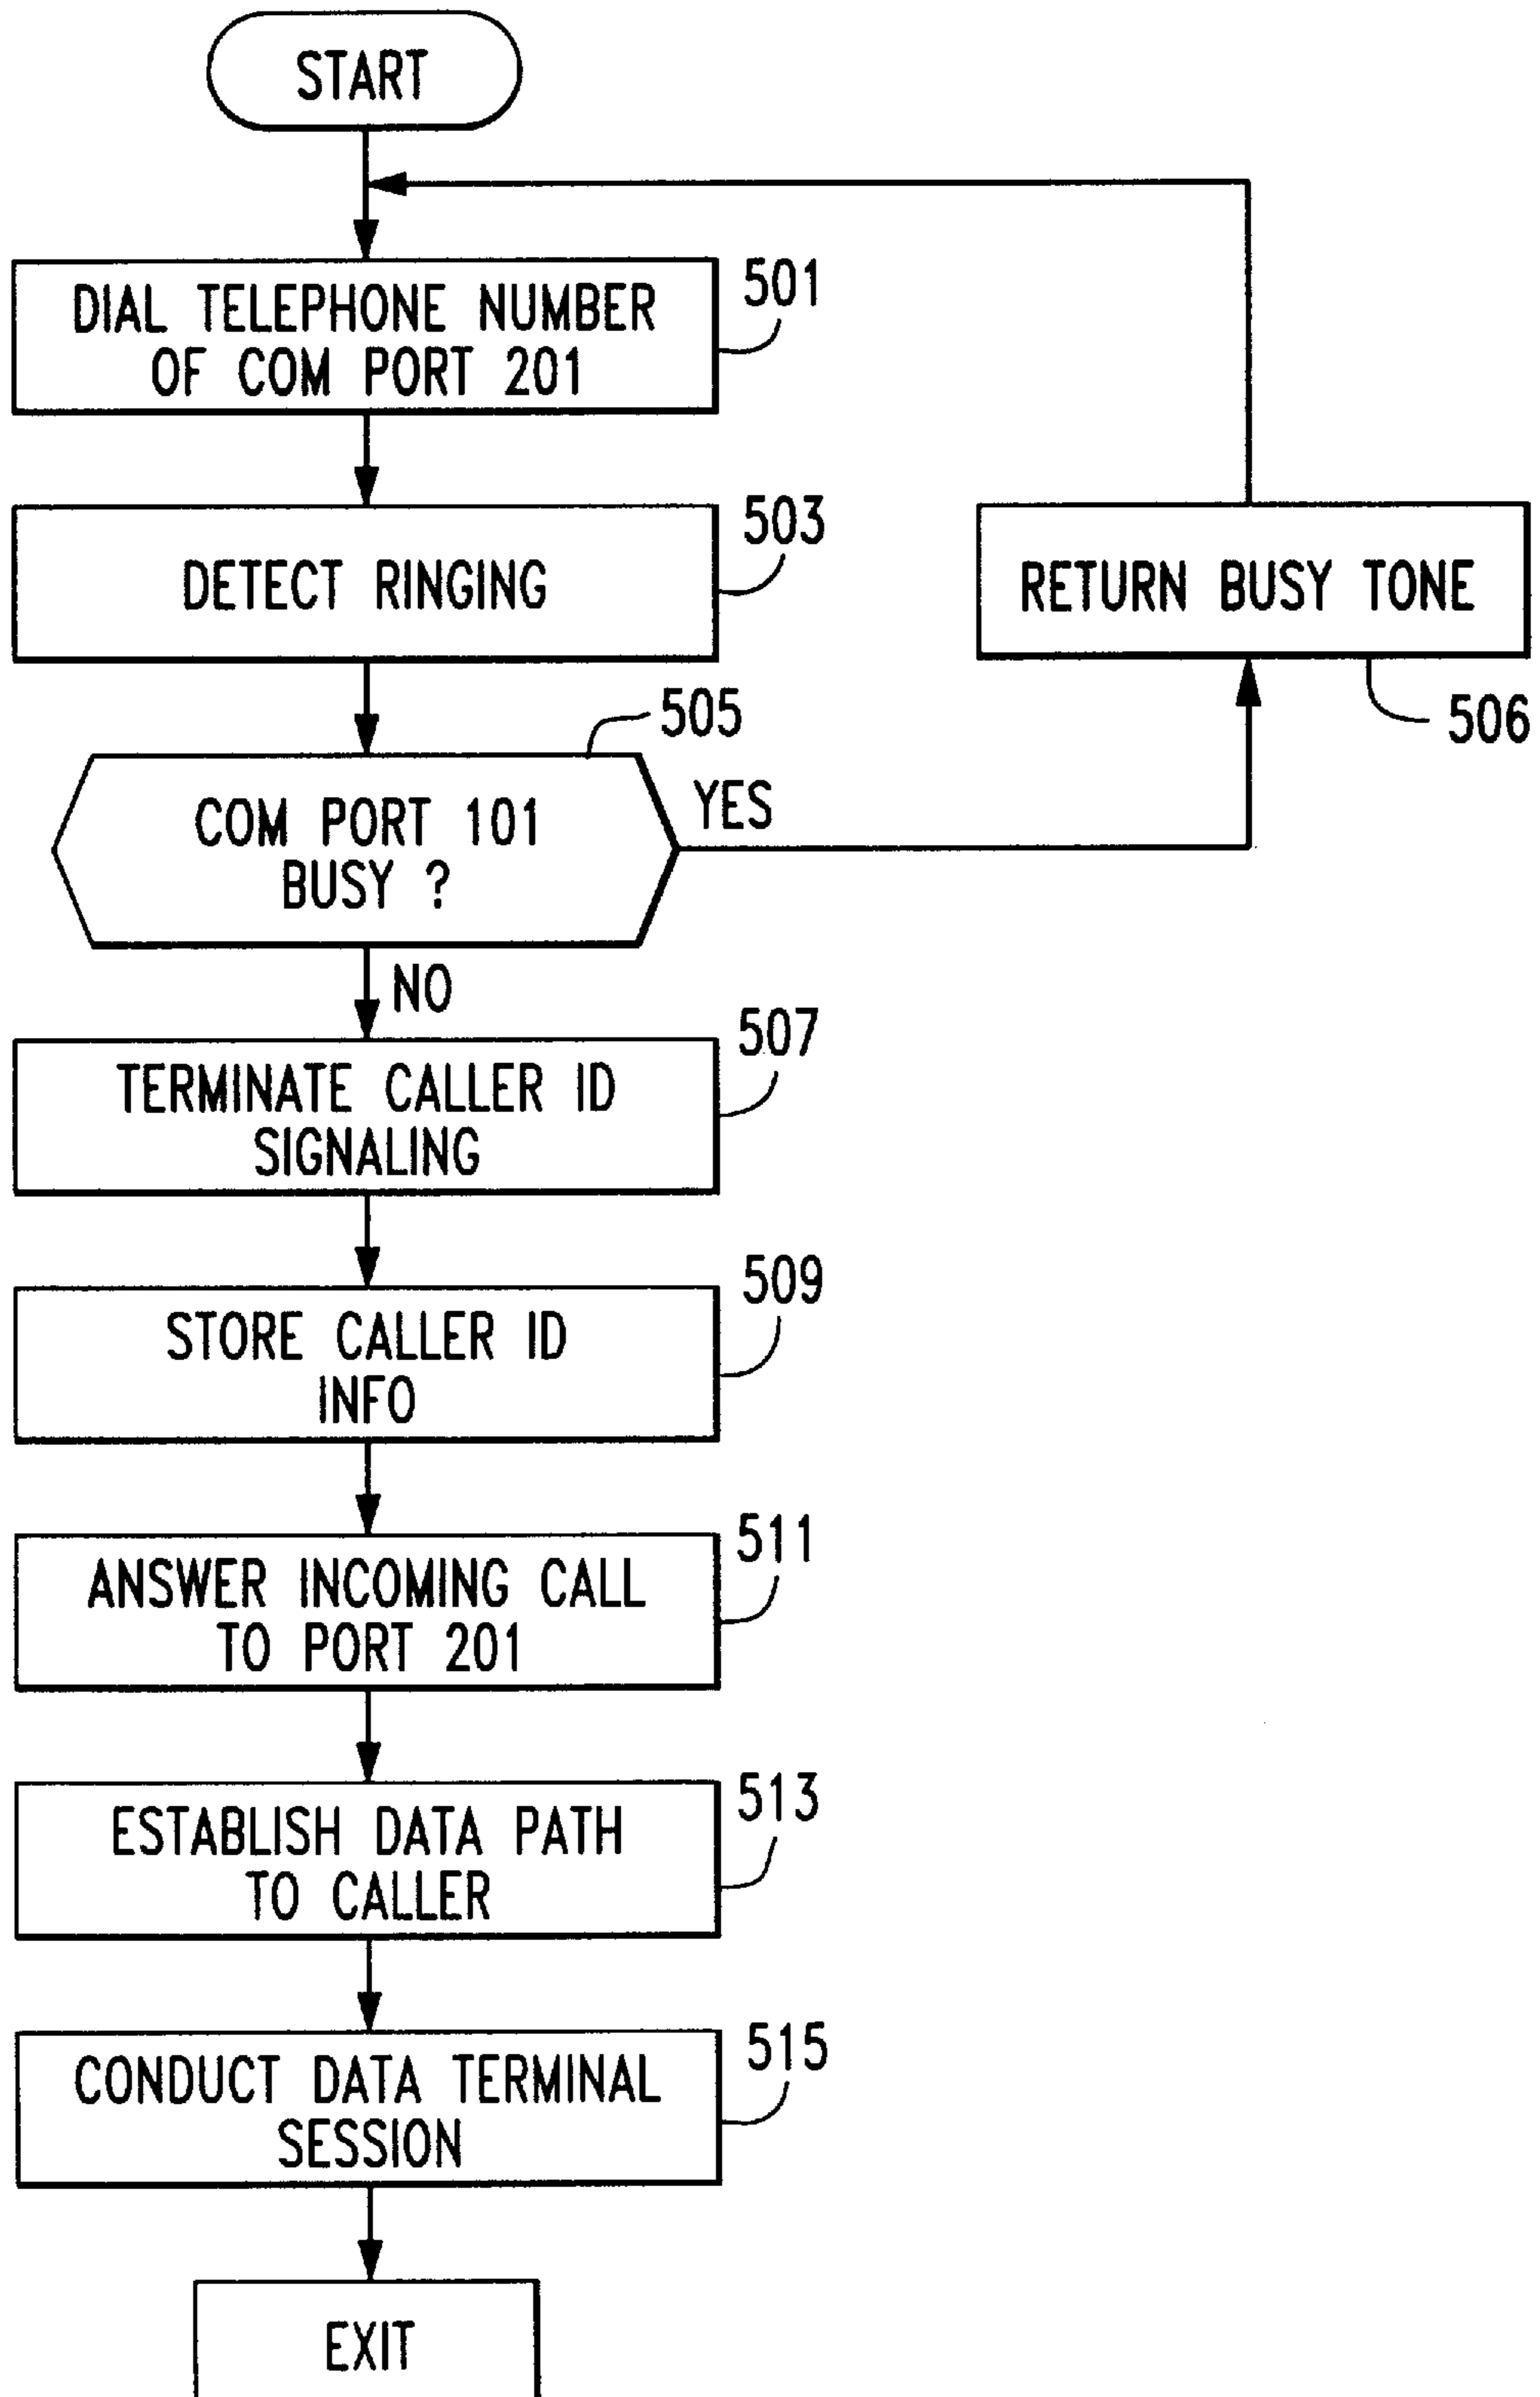 START
DIAL TELEPHONE NUMBER
OF COM PORT 201
501
DETECT RINGING
503
RETURN BUSY TONE
506
505
COM PORT 101
BUSY ?
YES
NO
TERMINATE CALLER ID
SIGNALING
507
STORE CALLER ID
INFO
509
ANSWER INCOMING CALL
TO PORT 201
511
ESTABLISH DATA PATH
TO CALLER
513
CONDUCT DATA TERMINAL
SESSION
515
EXIT